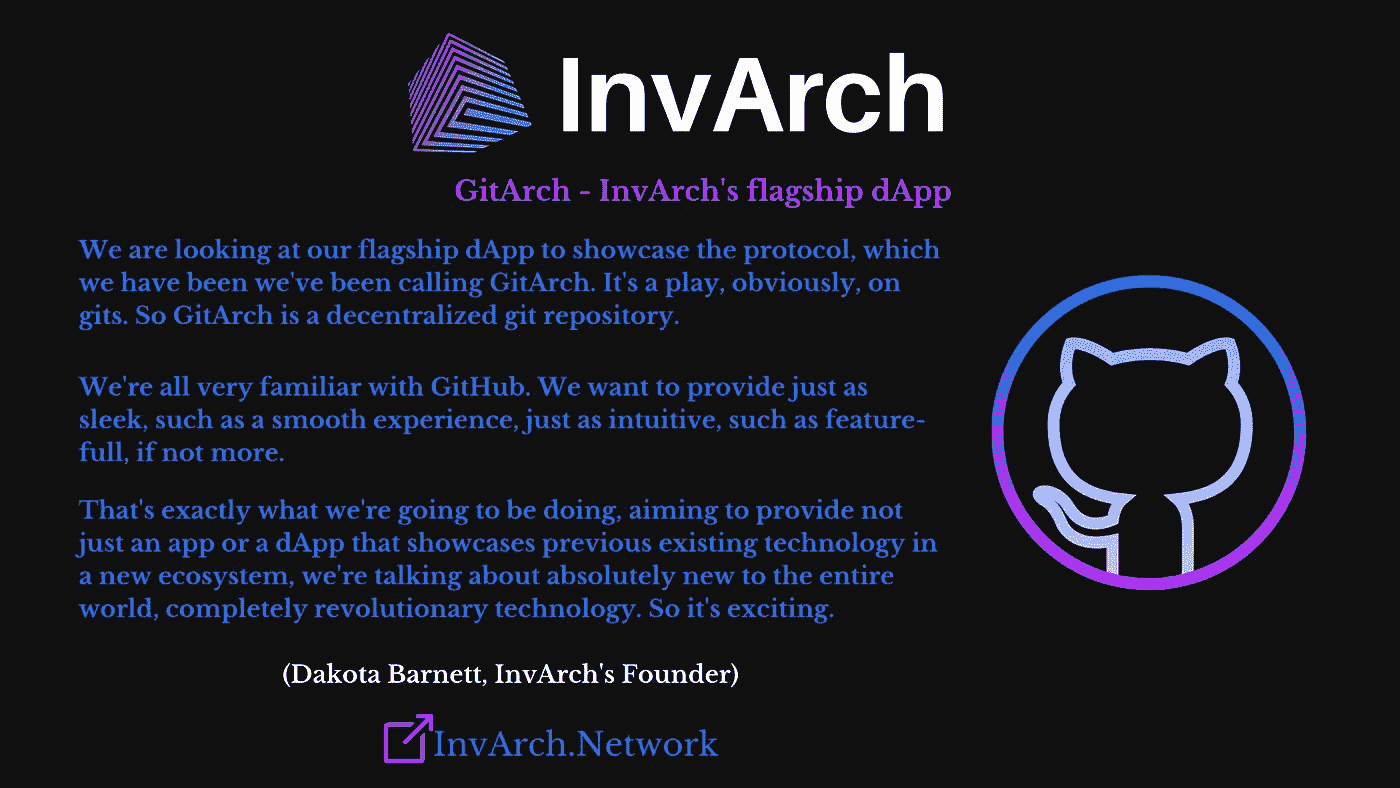 InvArch
GitArch - InvArch's flagship dApp
We are looking at our flagship dApp to showcase the protocol, which
we have been we've been calling GitArch. It's a play, obviously, on
gits. So GitArch is a decentralized git repository.
We're all very familiar with GitHub. We want to provide just as
sleek, such as a smooth experience, just as intuitive, such as feature-
full, if not more.
That's exactly what we're going to be doing, aiming to provide not
just an app or a dApp that showcases previous existing technology in
a new ecosystem, we're talking about absolutely new to the entire
world, completely revolutionary technology. So it's exciting.
(Dakota Barnett, InvArch's Founder)
InvArch.Network